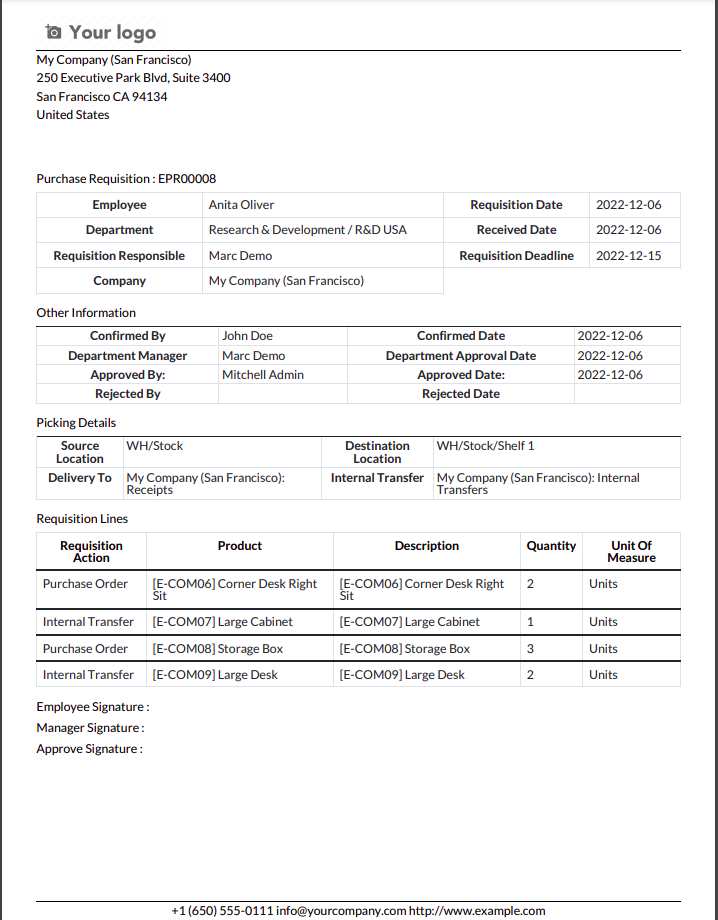 Your logo
My Company (San Francisco)
250 Executive Park Blvd, Suite 3400
San Francisco CA 94134
United States
Purchase Requisition : EPR00008
Employee Anita Oliver Requisition Date 2022-12-06
Department Research & Development / R&D USA Received Date 2022-12-06
Requisition Responsible Marc Demo Requisition Deadline 2022-12-15
Company My Company (San Francisco)
Other Information
Confirmed By John Doe Confirmed Date 2022-12-06
Department Manager Marc Demo Department Approval Date 2022-12-06
Approved By: Mitchell Admin Approved Date: 2022-12-06
Rejected By Rejected Date
Picking Details
Source WH/Stock Destination WH/Stock/Shelf 1
Location Location
Delivery To My Company (San Francisco): Internal Transfer My Company (San Francisco): Internal
Receipts Transfers
Requisition Lines
Requisition Product Description Quantity Unit Of
Action Measure
Purchase Order [E-COM06] Corner Desk Right [E-COM06] Corner Desk Right 2 Units
Sit Sit
Internal Transfer [E-COM07] Large Cabinet [E-COM07] Large Cabinet 1 Units
Purchase Order [E-COM08] Storage Box [E-COM08] Storage Box 3 Units
Internal Transfer [E-COM09] Large Desk [E-COM09] Large Desk 2 Units
Employee Signature :
Manager Signature :
Approve Signature :
+1 (650) 555-0111 info@yourcompany.com http://www.example.com